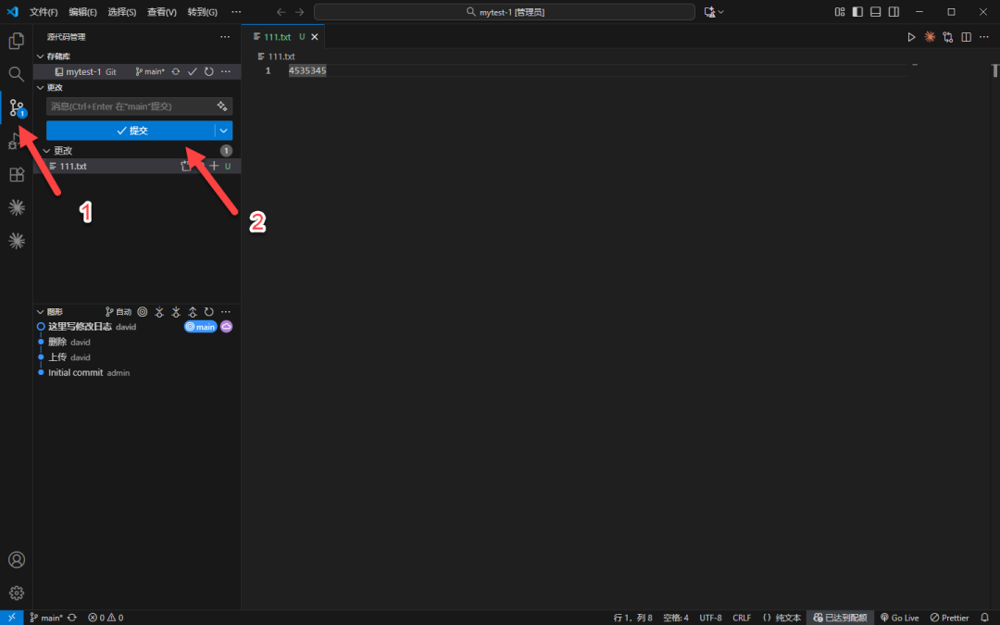 文件(F) 编辑(E) 选择(S) 查看(V) 转到(G) ··· mytest-1 [管理员]
源代码管理 ···
111.txt U
存储库
111.txt
mytest-1 Git main* ···
1 4535345
更改
消息(Ctrl+Enter 在"main"提交)
1
提交
更改 1
111.txt U
1
2
图形 自动 ···
这里写修改日志 david main
删除 david
上传 david
Initial commit admin
main* 0 0 行 1，列 8 空格: 4 UTF-8 CRLF {} 纯文本 已达到配额 Go Live Prettier